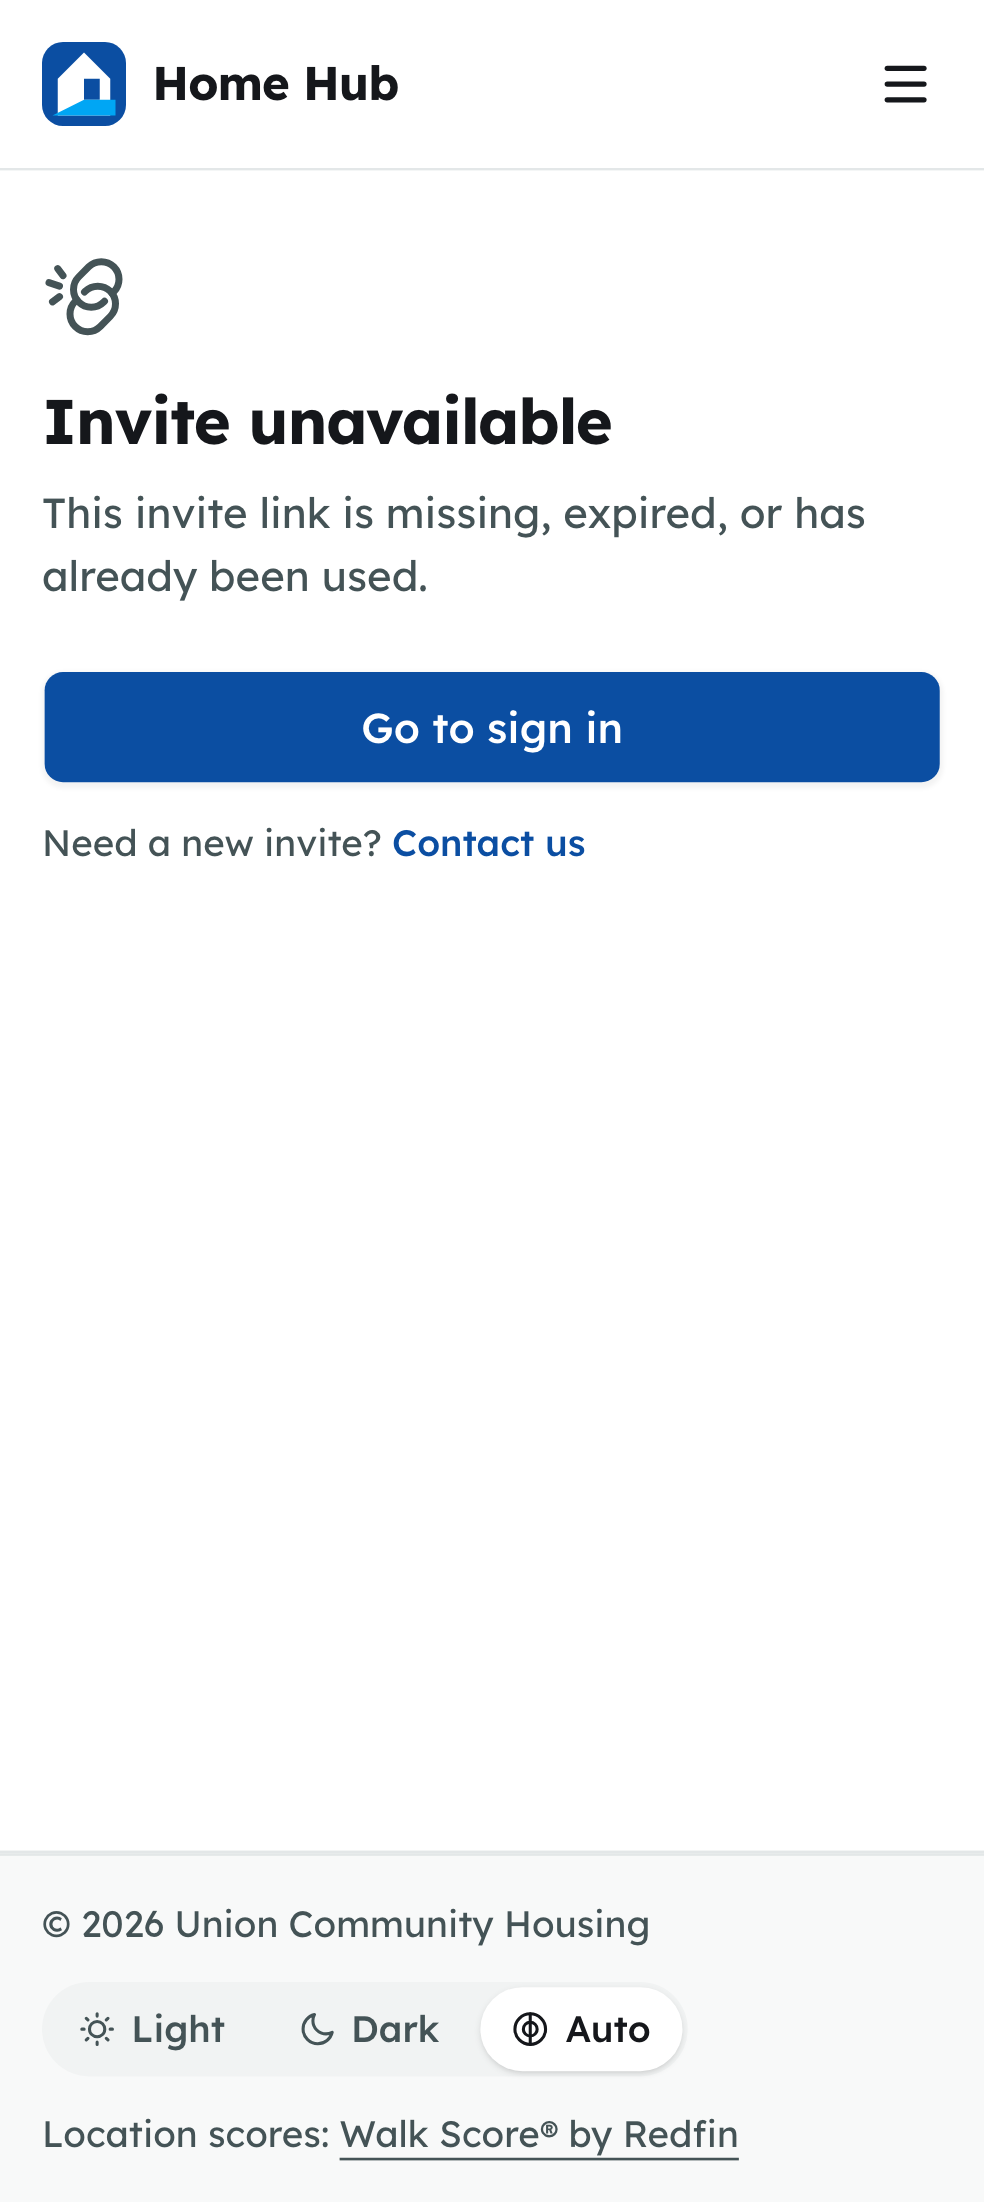 Home Hub
Invite unavailable
This invite link is missing, expired, or has
already been used.
Go to sign in
Need a new invite? Contact us
© 2026 Union Community Housing
Light Dark Auto
Location scores: Walk Score® by Redfin